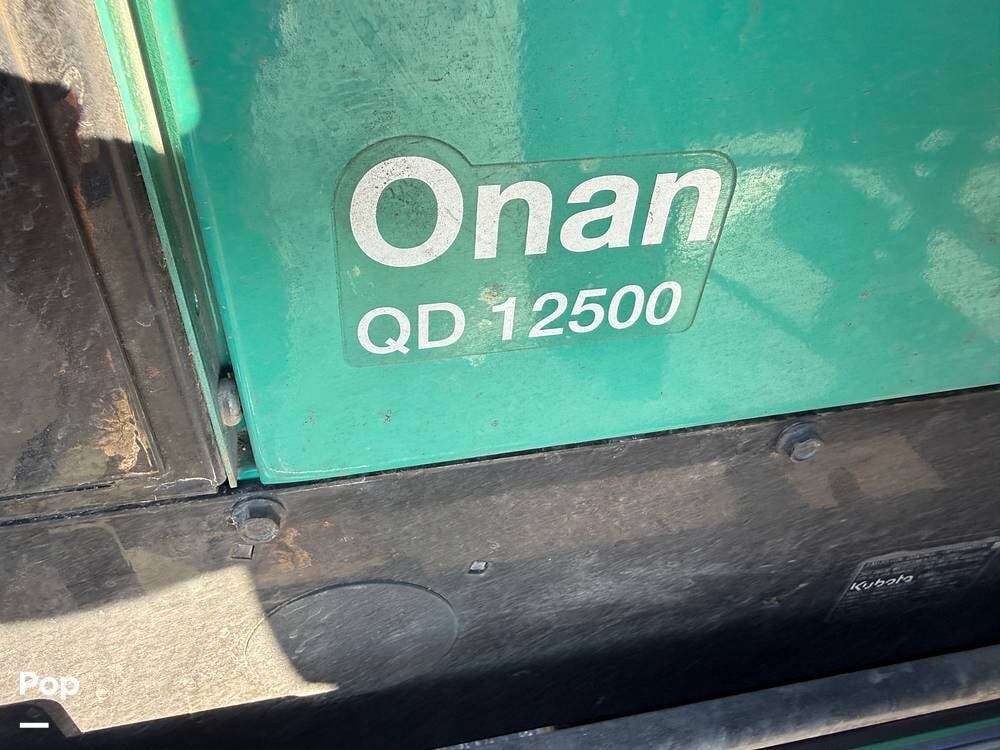 Onan
QD 12500
Kubota
Pop